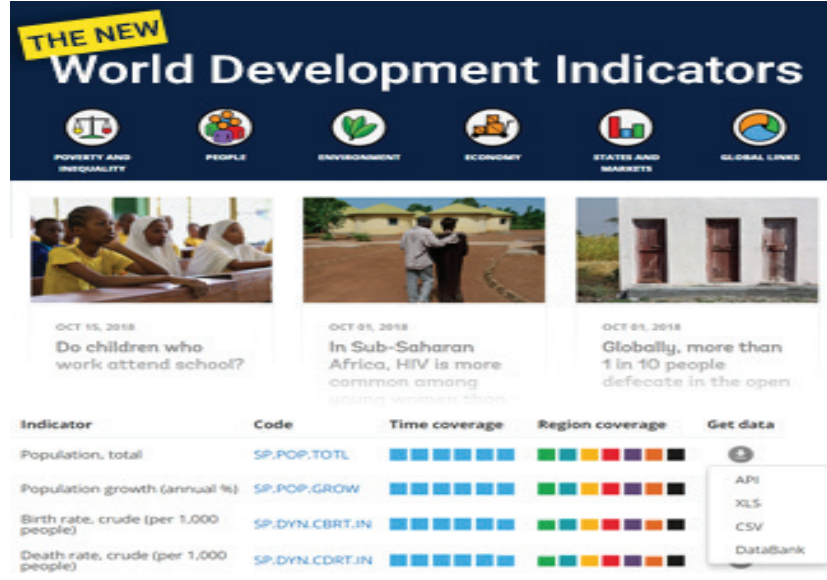 THE NEW
World Development Indicators
POVERTY AND
INEQUALITY
PEOPLE
ENVIRONMENT
ECONOMY
STATES AND
MARKETS
GLOBAL LINKS
OCT 15, 2018
Do children who
work attend school?
OCT 01, 2018
In Sub-Saharan
Africa, HIV is more
common among
young women than
OCT 01, 2018
Globally, more than
1 in 10 people
defecate in the open
Indicator Code Time coverage Region coverage Get data
Population, total SP.POP.TOTL
Population growth (annual %) SP.POP.GROW
Birth rate, crude (per 1,000
people) SP.DYN.CBRT.IN
Death rate, crude (per 1,000
people) SP.DYN.CDRT.IN
API
XLS
CSV
DataBank